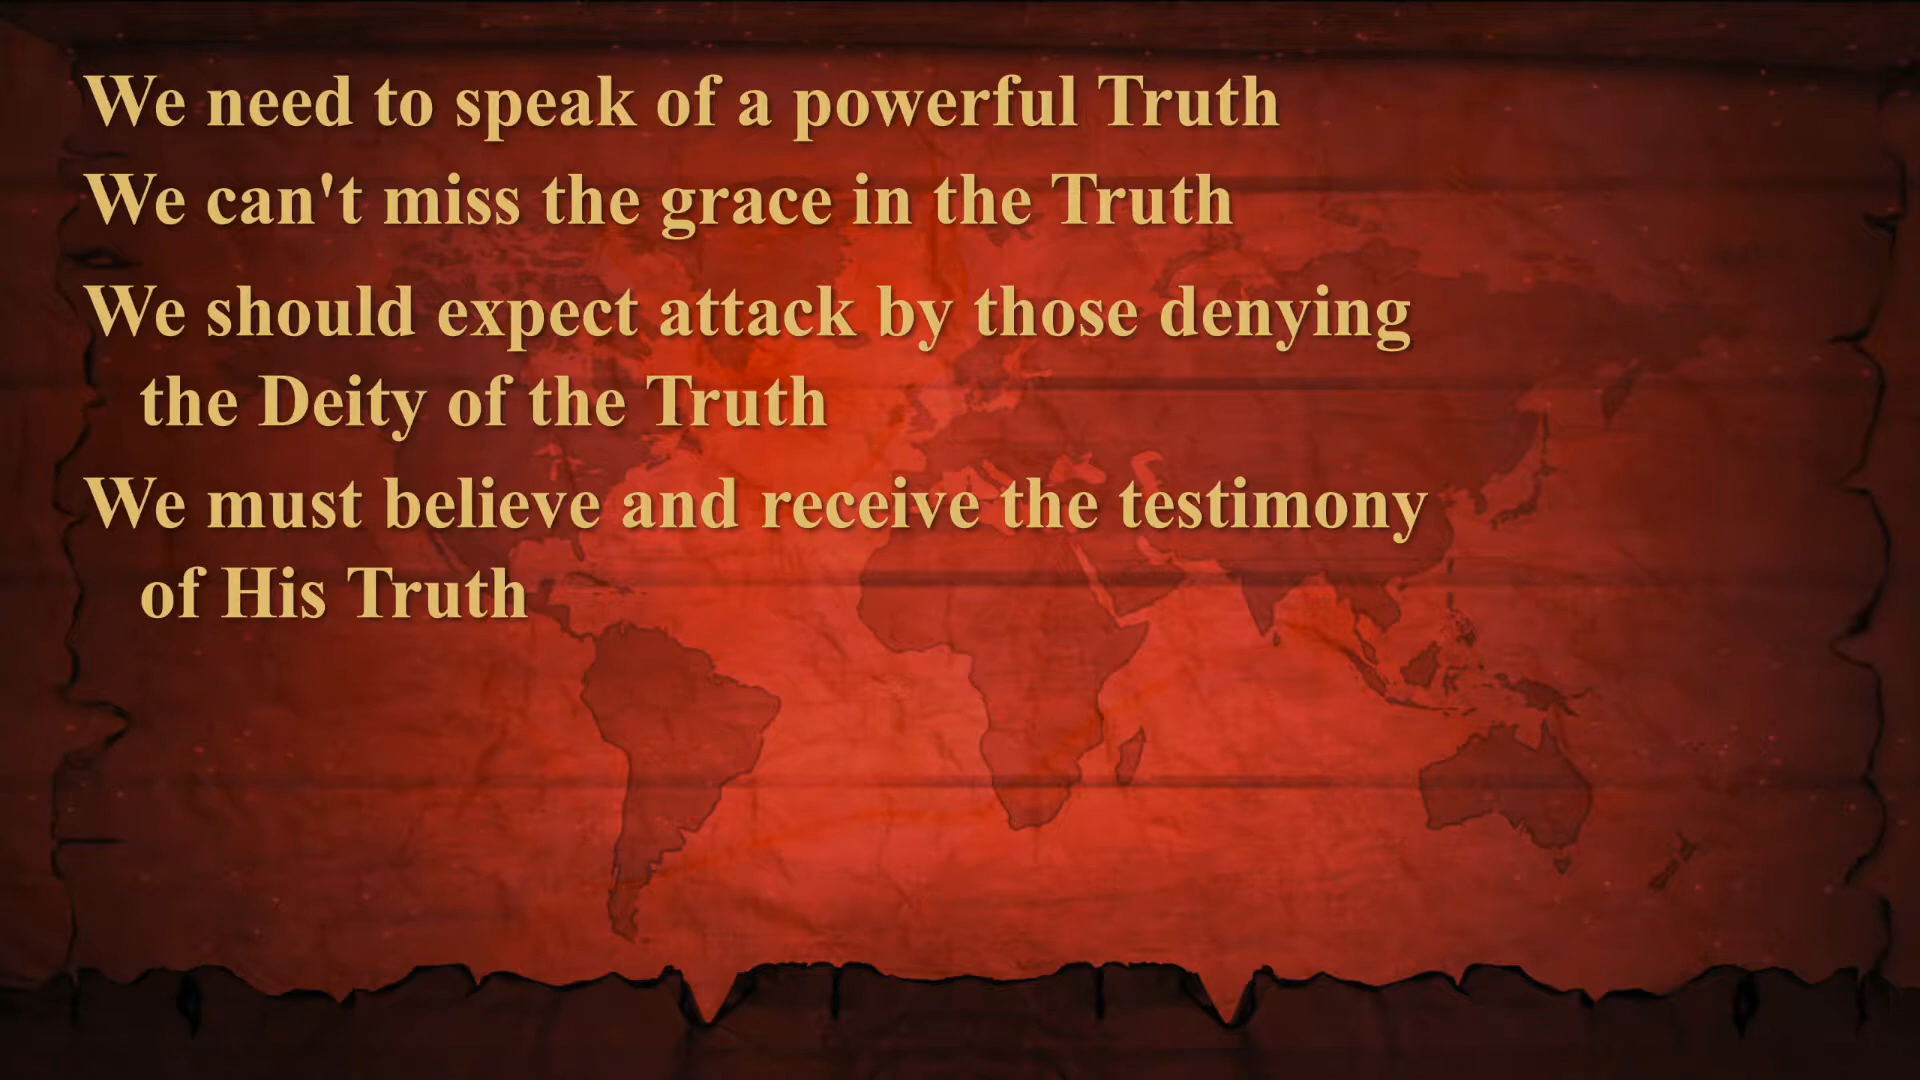 We need to speak of a powerful Truth
We can't miss the grace in the Truth
We should expect attack by those denying
the Deity of the Truth
We must believe and receive the testimony
of His Truth